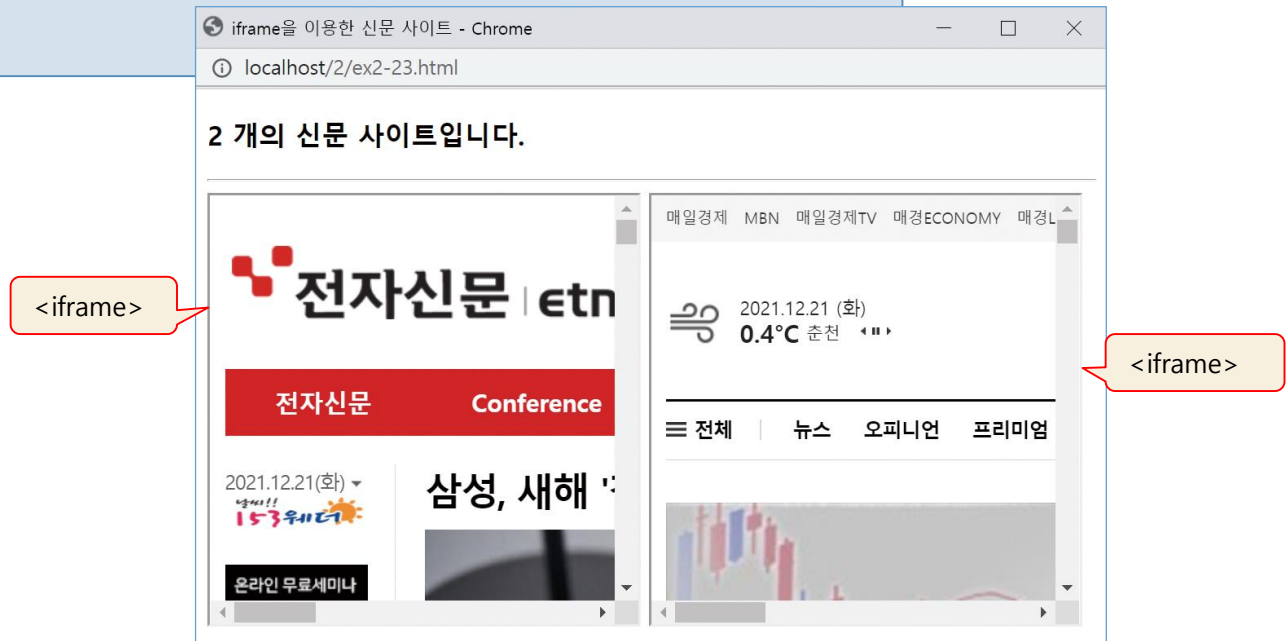 iframe을 이용한 신문 사이트 - Chrome
localhost/2/ex2-23.html
2 개의 신문 사이트입니다.
<iframe>
전자신문 | etn
전자신문 Conference
2021.12.21(화)
날씨!!
153웨더
삼성, 새해
온라인 무료세미나
매일경제 MBN 매일경제TV 매경ECONOMY 매경L
2021.12.21 (화)
0.4°C 춘천
전체 뉴스 오피니언 프리미엄
<iframe>